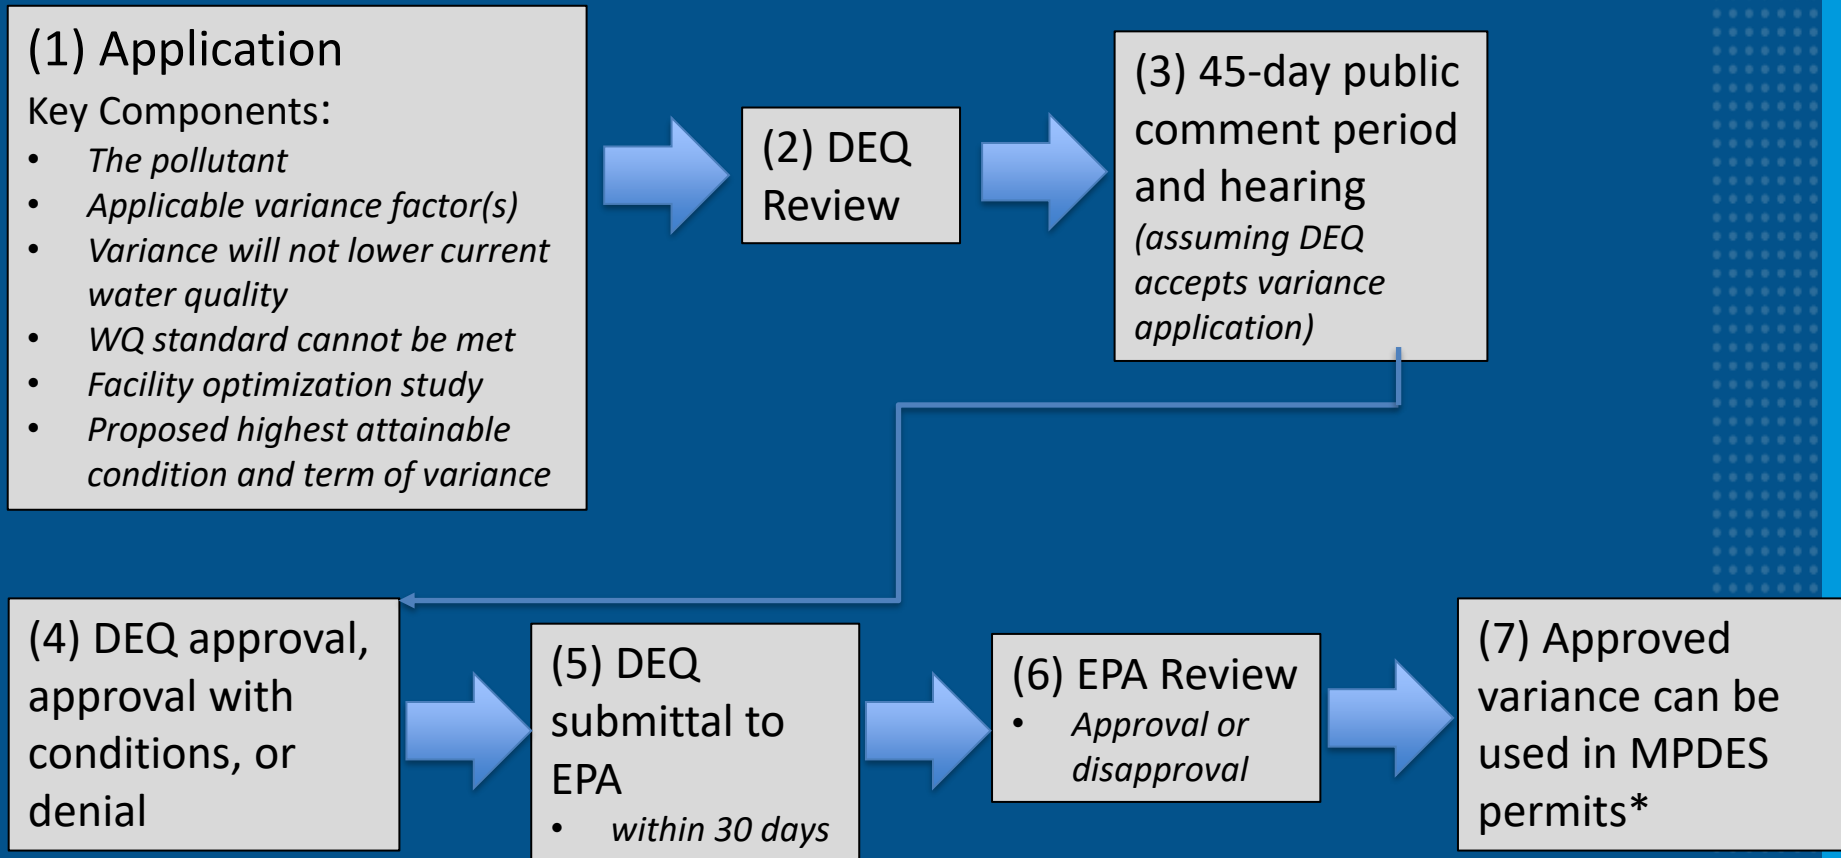 (1) Application
Key Components:
• The pollutant
• Applicable variance factor(s)
• Variance will not lower current
water quality
• WQ standard cannot be met
• Facility optimization study
• Proposed highest attainable
condition and term of variance
(2) DEQ
Review
(3) 45-day public
comment period
and hearing
(assuming DEQ
accepts variance
application)
(4) DEQ approval,
approval with
conditions, or
denial
(5) DEQ
submittal to
EPA
• within 30 days
(6) EPA Review
• Approval or
disapproval
(7) Approved
variance can be
used in MPDES
permits*